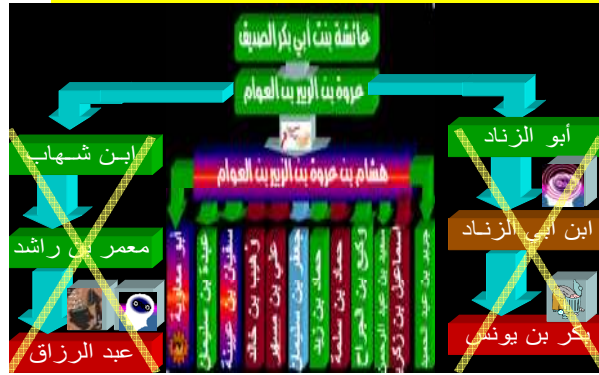 عائشة بنت أبي بكر الصديق
عروة بن الزبير بن العوام
أبو الزناد
ابن شهاب
هشام بن عروة بن الزبير بن العوام
ابن أبي الزناد
معمر بن راشد
بكر بن يونس
عبد الرزاق
جرير بن عبد الحميد
اسماعيل بن زكريا
سعيد بن عبد الرحمن
وكيع بن الجراح
حماد بن سلمة
حماد بن زيد
جعفر بن سليمان
علي بن مسهر
وهيب بن خالد
سفيان بن عيينة
عبدة بن سليمان
أبو معاوية